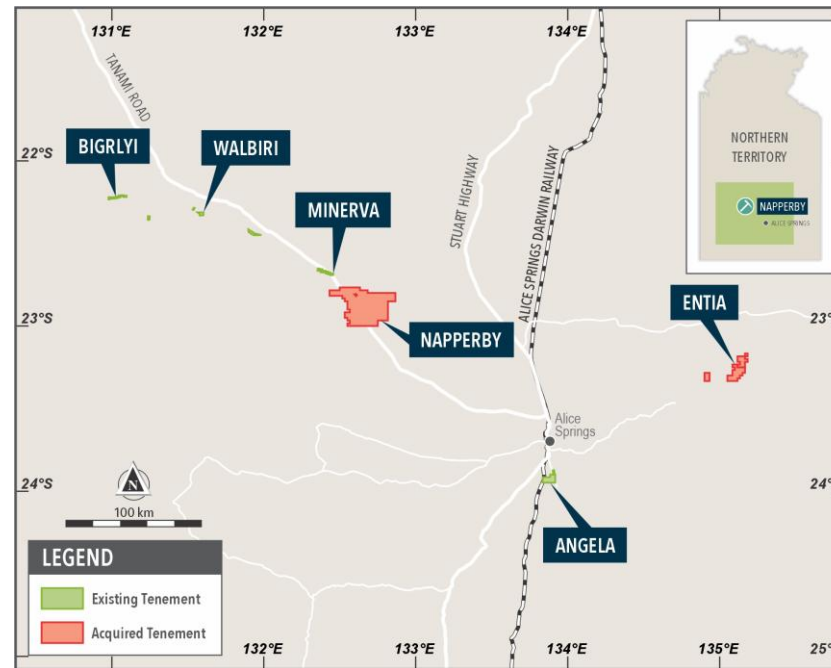 131°E
132°E
133°E
134°E
TANAMI ROAD
NORTHERN
TERRITORY
NAPPERBY
ALICE SPRINGS
22°S
BIGRLYI
WALBIRI
MINERVA
STUART HIGHWAY
ALICE SPRINGS DARWIN RAILWAY
ENTIA
23°S
NAPPERBY
Alice
Springs
24°S
24°
N
100 km
ANGELA
LEGEND
Existing Tenement
Acquired Tenement
132°E
133°E
134°E
135°E
25°